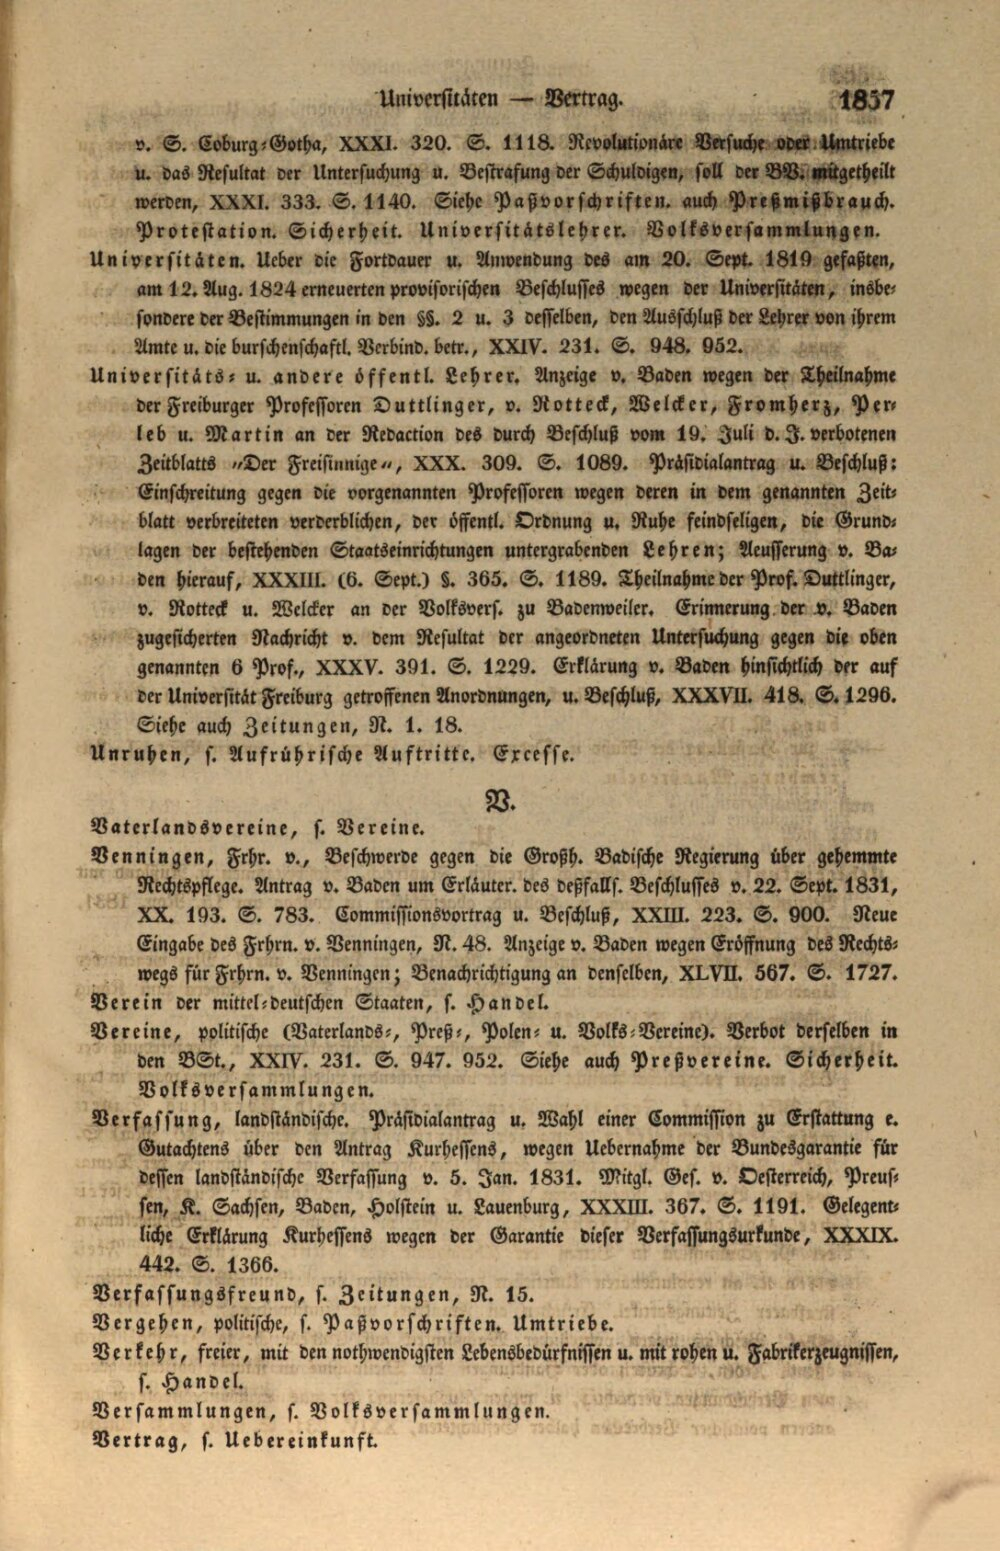 Universitäten — Vertrag. 1857
v. S. Coburg-Gotha, XXXI. 320. S. 1118. Revolutionäre Versuche oder Umtriebe
u. das Resultat der Untersuchung u. Bestrafung der Schuldigen, soll der BV. mitgetheilt
werden, XXXI. 333. S. 1140. Siehe Paßvorschriften. auch Preßmißbrauch.
Protestation. Sicherheit. Universitätslehrer. Volksversammlungen.
Universitäten. Ueber die Fortdauer u. Anwendung des am 20. Sept. 1819 gefaßten,
am 12. Aug. 1824 erneuerten provisorischen Beschlusses wegen der Universitäten, insbe-
sondere der Bestimmungen in den §§. 2 u. 3 desselben, den Ausschluß der Lehrer von ihrem
Amte u. die burschenschaftl. Verbind. betr., XXIV. 231. S. 948. 952.
Universitäts- u. andere öffentl. Lehrer. Anzeige v. Baden wegen der Theilnahme
der Freiburger Professoren Duttlinger, v. Rotteck, Welcker, Fromherz, Per-
leb u. Martin an der Redaction des durch Beschluß vom 19. Juli d. J. verbotenen
Zeitblatts „Der Freisinnige“, XXX. 309. S. 1089. Präsidialantrag u. Beschluß:
Einschreitung gegen die vorgenannten Professoren wegen deren in dem genannten Zeit-
blatt verbreiteten verderblichen, der öffentl. Ordnung u. Ruhe feindseligen, die Grund-
lagen der bestehenden Staatseinrichtungen untergrabenden Lehren; Aeusserung v. Ba-
den hierauf, XXXIII. (6. Sept.) §. 365. S. 1189. Theilnahme der Prof. Duttlinger,
v. Rotteck u. Welcker an der Volksvers. zu Badenweiler. Erinnerung der v. Baden
zugesicherten Nachricht v. dem Resultat der angeordneten Untersuchung gegen die oben
genannten 6 Prof., XXXV. 391. S. 1229. Erklärung v. Baden hinsichtlich der auf
der Universität Freiburg getroffenen Anordnungen, u. Beschluß, XXXVII. 418. S. 1296.
Siehe auch Zeitungen, N. 1. 18.
Unruhen, s. Aufrührische Auftritte. Excesse.
V.
Vaterlandsvereine, s. Vereine.
Venningen, Frhr. v., Beschwerde gegen die Großh. Badische Regierung über gehemmte
Rechtspflege. Antrag v. Baden um Erläuter. des deßfalls. Beschlusses v. 22. Sept. 1831,
XX. 193. S. 783. Commissionsvortrag u. Beschluß, XXIII. 223. S. 900. Neue
Eingabe des Frhrn. v. Venningen, N. 48. Anzeige v. Baden wegen Eröffnung des Rechts-
wegs für Frhrn. v. Venningen; Benachrichtigung an denselben, XLVII. 567. S. 1727.
Verein der mittel-deutschen Staaten, s. Handel.
Vereine, politische (Vaterlands-, Preß-, Polen- u. Volks-Vereine). Verbot derselben in
den BSt., XXIV. 231. S. 947. 952. Siehe auch Preßvereine. Sicherheit.
Volksversammlungen.
Verfassung, landständische. Präsidialantrag u. Wahl einer Commission zu Erstattung e.
Gutachtens über den Antrag Kurhessens, wegen Uebernahme der Bundesgarantie für
dessen landständische Verfassung v. 5. Jan. 1831. Mitgl. Ges. v. Oesterreich, Preus-
sen, K. Sachsen, Baden, Holstein u. Lauenburg, XXXIII. 367. S. 1191. Gelegent-
liche Erklärung Kurhessens wegen der Garantie dieser Verfassungsurkunde, XXXIX.
442. S. 1366.
Verfassungsfreund, s. Zeitungen, N. 15.
Vergehen, politische, s. Paßvorschriften. Umtriebe.
Verkehr, freier, mit den nothwendigsten Lebensbedürfnissen u. mit rohen u. Fabrikerzeugnissen,
s. Handel.
Versammlungen, s. Volksversammlungen.
Vertrag, s. Uebereinkunft.